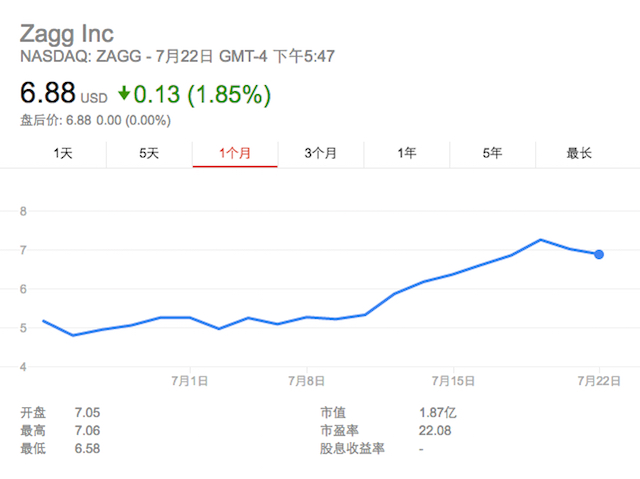 Zagg Inc
NASDAQ: ZAGG - 7月22日 GMT-4 下午5:47
6.88 USD 0.13 (1.85%)
盘后价: 6.88 0.00 (0.00%)
1天 5天 1个月 3个月 1年 5年 最长
8
7
6
5
4
7月1日 7月8日 7月15日 7月22日
开盘 7.05 市值 1.87亿
最高 7.06 市盈率 22.08
最低 6.58 股息收益率 -